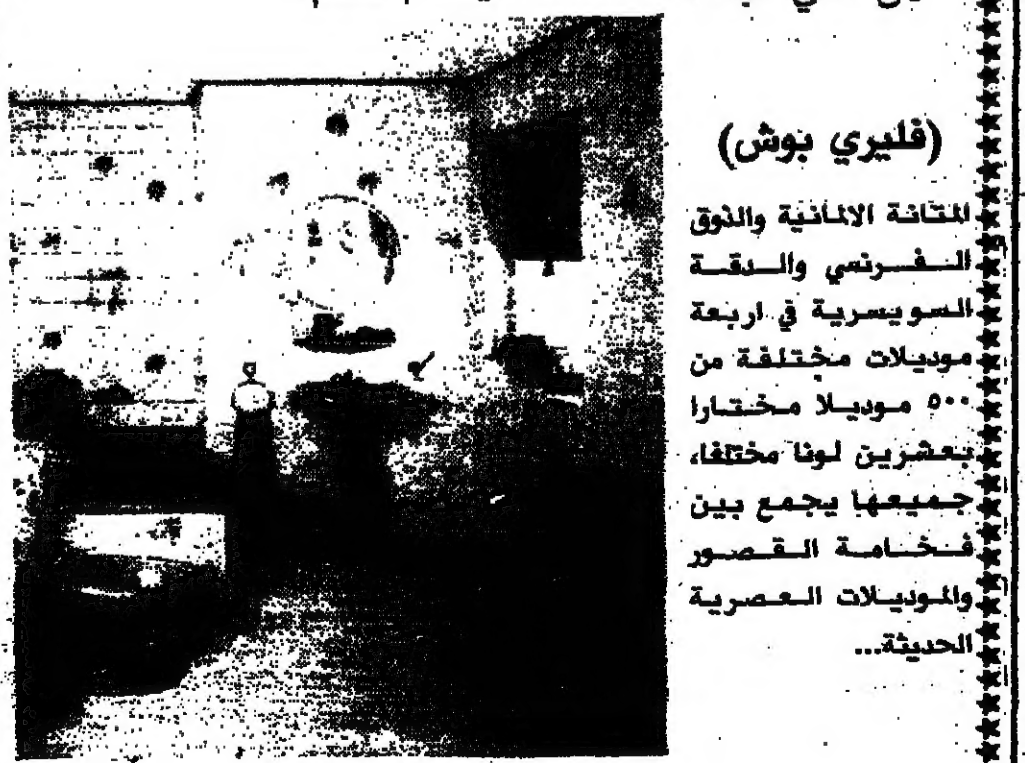 (فليري بوش)
المتانة الالمانية والذوق
الفرنسي والدقة
السويسرية في اربعة
موديلات مختلفة من
٥٠٠ موديلا مختارا
بعشرين لونا مختلفا،
جميعها يجمع بين
فخامة القصور
والموديلات العصرية
الحديثة...